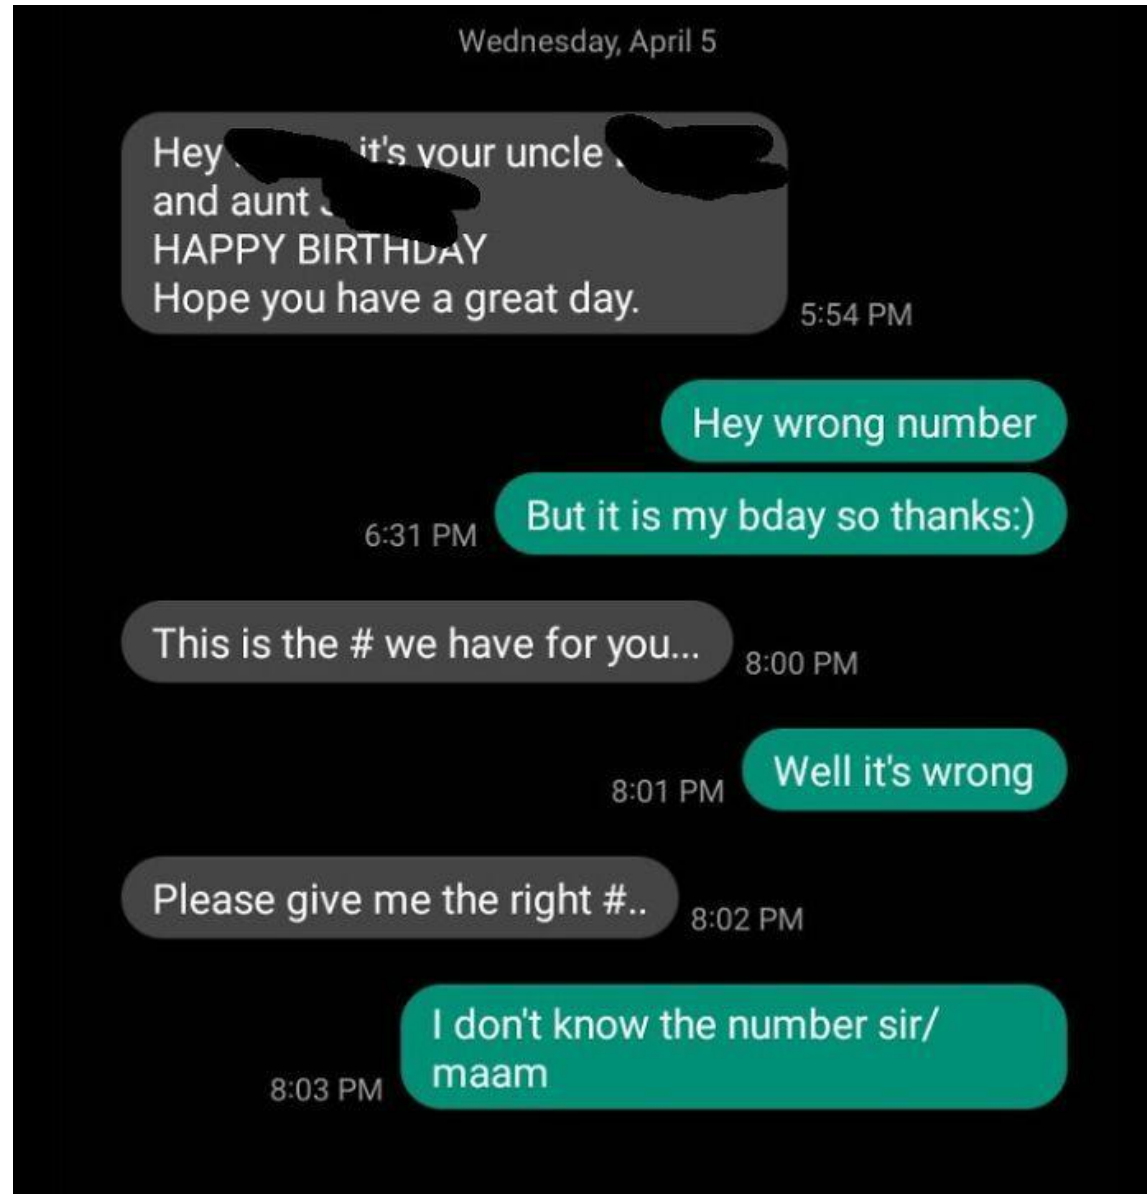 Wednesday, April 5
Hey it's your uncle
and aunt
HAPPY BIRTHDAY
Hope you have a great day.
5:54 PM
Hey wrong number
But it is my bday so thanks:)
6:31 PM
This is the # we have for you...
8:00 PM
Well it's wrong
8:01 PM
Please give me the right #..
8:02 PM
I don't know the number sir/
maam
8:03 PM